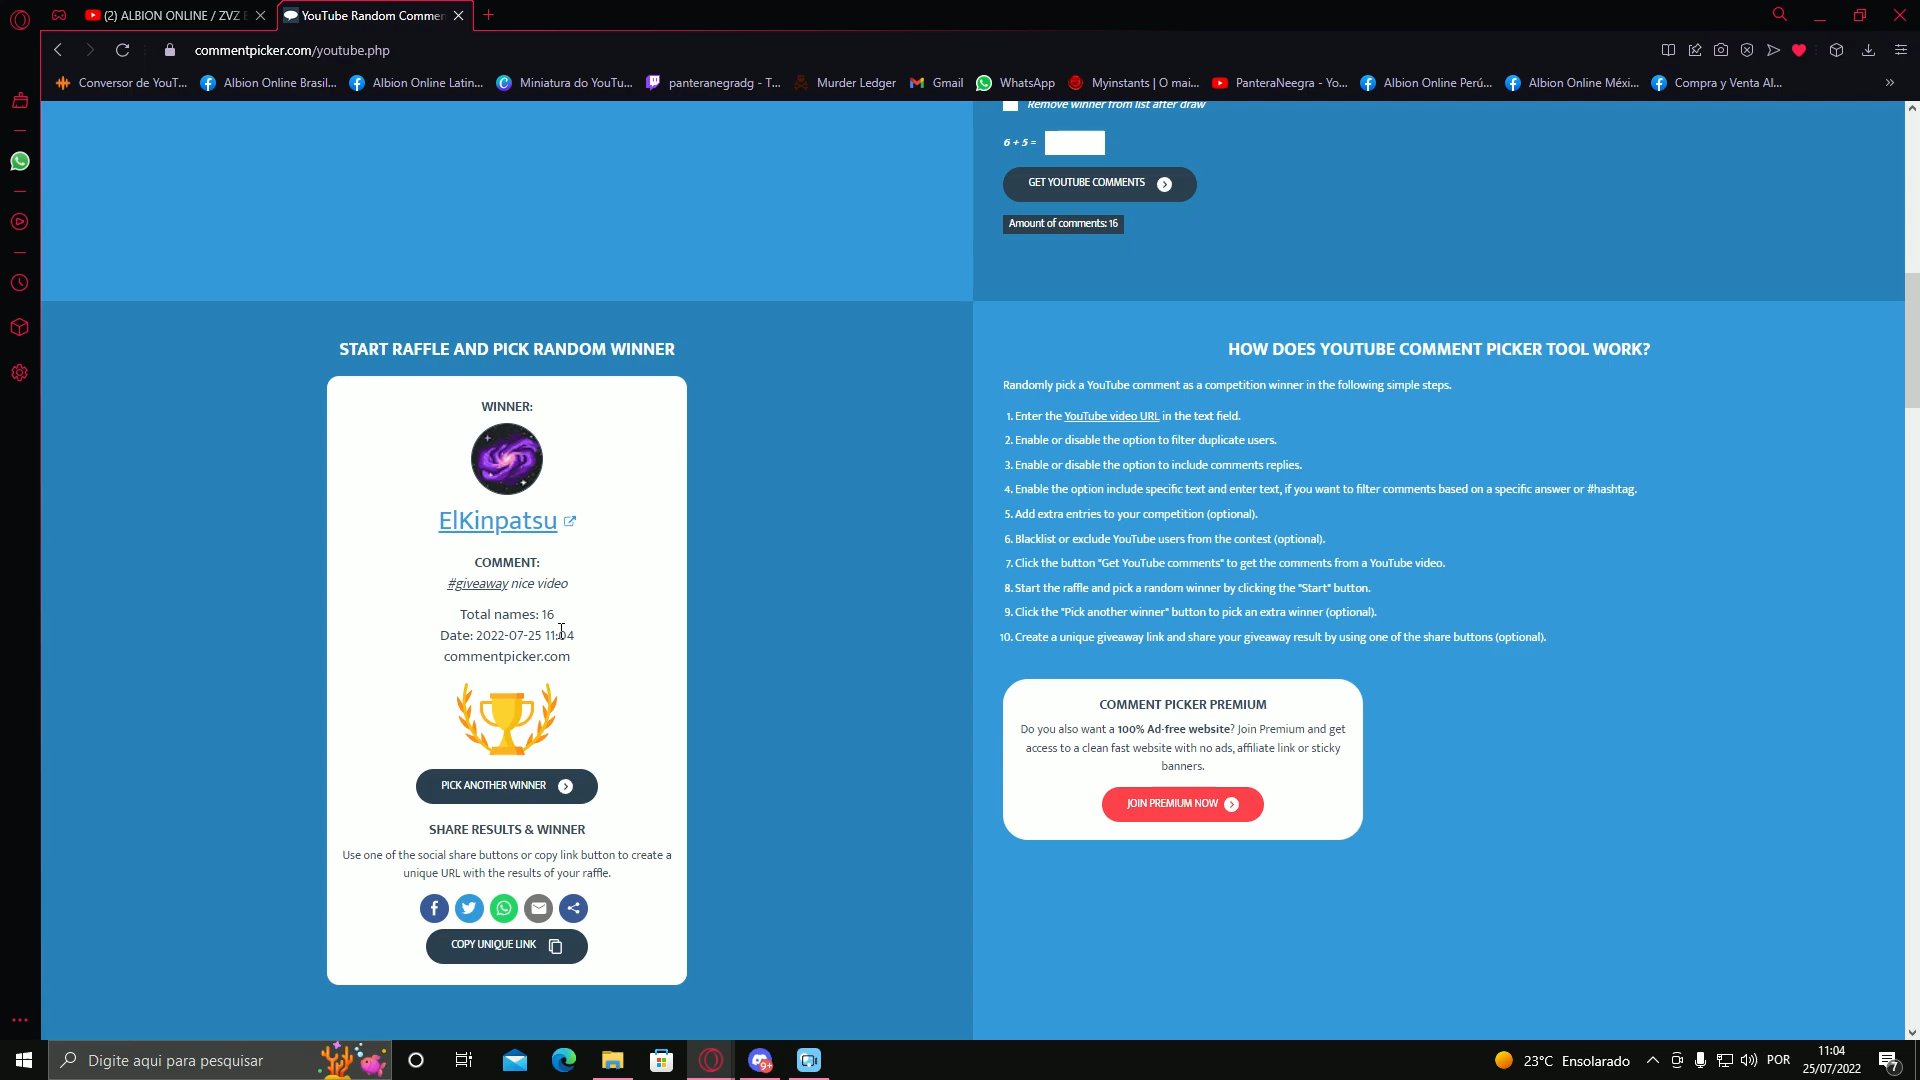 (2) ALBION ONLINE / ZVZ E
YouTube Random Commen
commentpicker.com/youtube.php
Conversor de YouT...
Albion Online Brasil...
Albion Online Latin...
Miniatura do YouTu...
panteranegradg - T...
Murder Ledger
Gmail
WhatsApp
Myinstants | O mai...
PanteraNeegra - Yo...
Albion Online Perú...
Albion Online Méxi...
Compra y Venta Al...
»
Remove winner from list after draw
6 + 5 =
GET YOUTUBE COMMENTS
Amount of comments: 16
START RAFFLE AND PICK RANDOM WINNER
WINNER:
ElKinpatsu
COMMENT:
#giveaway nice video
Total names: 16
Date: 2022-07-25 11:04
commentpicker.com
PICK ANOTHER WINNER
SHARE RESULTS & WINNER
Use one of the social share buttons or copy link button to create a
unique URL with the results of your raffle.
COPY UNIQUE LINK
HOW DOES YOUTUBE COMMENT PICKER TOOL WORK?
Randomly pick a YouTube comment as a competition winner in the following simple steps.
1. Enter the YouTube video URL in the text field.
2. Enable or disable the option to filter duplicate users.
3. Enable or disable the option to include comments replies.
4. Enable the option include specific text and enter text, if you want to filter comments based on a specific answer or #hashtag.
5. Add extra entries to your competition (optional).
6. Blacklist or exclude YouTube users from the contest (optional).
7. Click the button "Get YouTube comments" to get the comments from a YouTube video.
8. Start the raffle and pick a random winner by clicking the "Start" button.
9. Click the "Pick another winner" button to pick an extra winner (optional).
10. Create a unique giveaway link and share your giveaway result by using one of the share buttons (optional).
COMMENT PICKER PREMIUM
Do you also want a 100% Ad-free website? Join Premium and get
access to a clean fast website with no ads, affiliate link or sticky
banners.
JOIN PREMIUM NOW
Digite aqui para pesquisar
9+
23°C Ensolarado
POR
11:04
25/07/2022
7